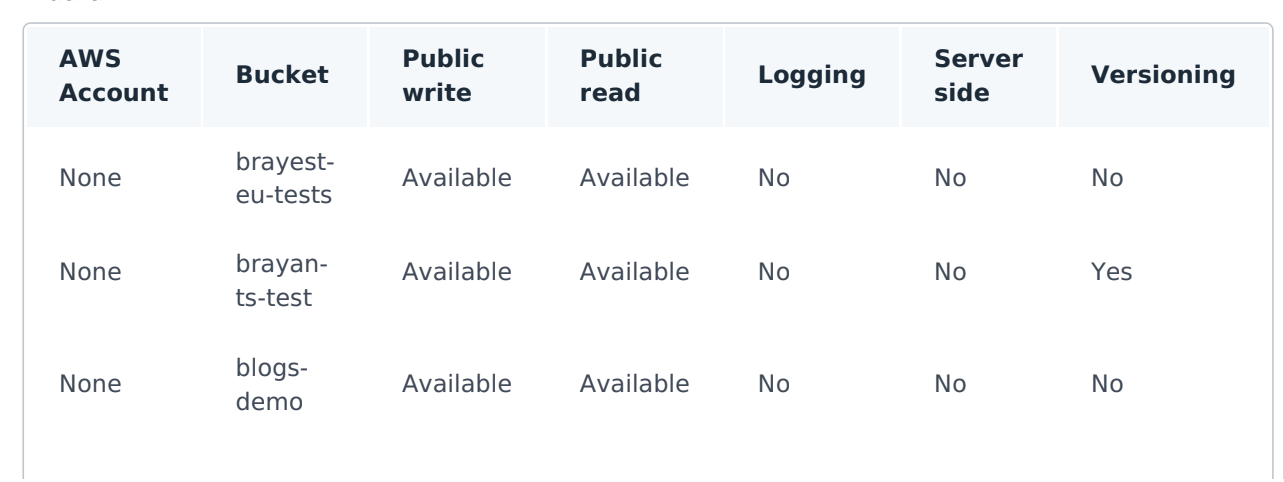 AWS Account
Bucket
Public write
Public read
Logging
Server side
Versioning
None
brayest-
eu-tests
Available
Available
No
No
No
None
brayan-
ts-test
Available
Available
No
No
Yes
None
blogs-
demo
Available
Available
No
No
No